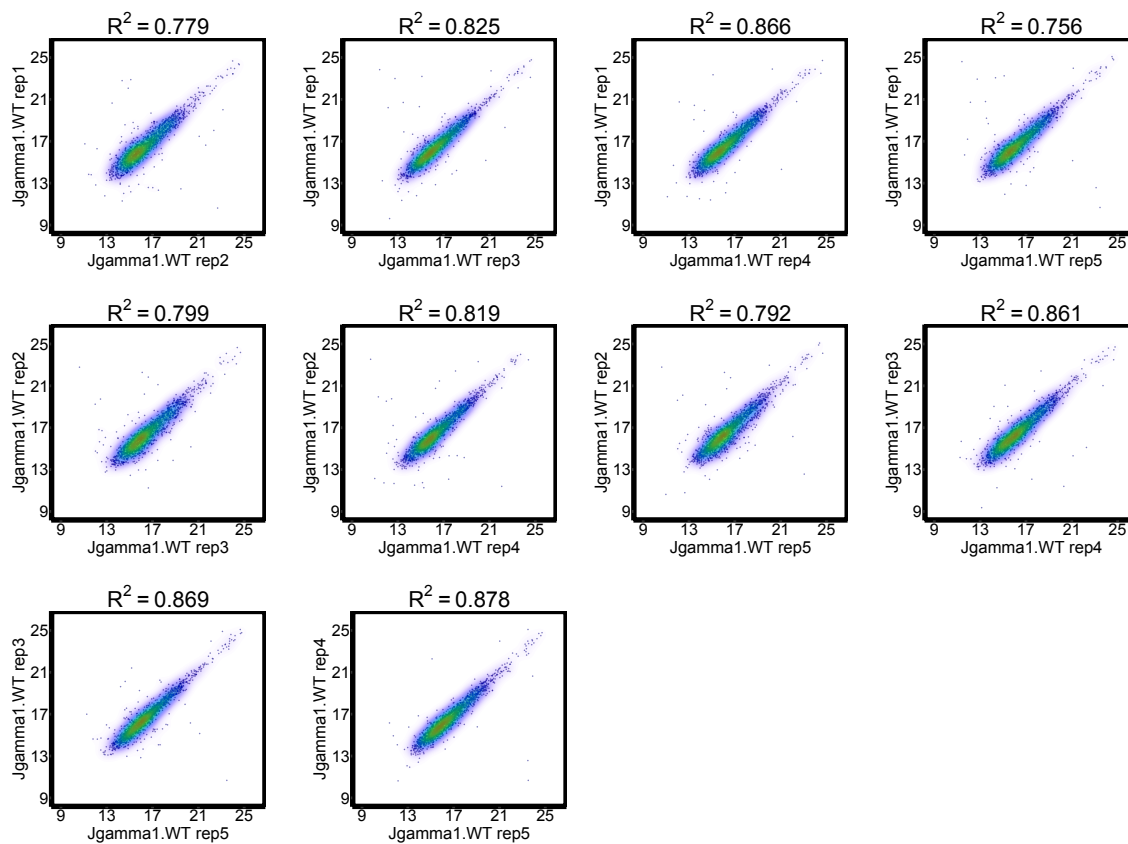 R² = 0.779
25
21
17
13
9
Jgamma1.WT rep1
9 13 17 21 25
Jgamma1.WT rep2
R² = 0.825
25
21
17
13
9
Jgamma1.WT rep1
9 13 17 21 25
Jgamma1.WT rep3
R² = 0.866
25
21
17
13
9
Jgamma1.WT rep1
9 13 17 21 25
Jgamma1.WT rep4
R² = 0.756
25
21
17
13
9
Jgamma1.WT rep1
9 13 17 21 25
Jgamma1.WT rep5
R² = 0.799
25
21
17
13
9
Jgamma1.WT rep2
9 13 17 21 25
Jgamma1.WT rep3
R² = 0.819
25
21
17
13
9
Jgamma1.WT rep2
9 13 17 21 25
Jgamma1.WT rep4
R² = 0.792
25
21
17
13
9
Jgamma1.WT rep2
9 13 17 21 25
Jgamma1.WT rep5
R² = 0.861
25
21
17
13
9
Jgamma1.WT rep3
9 13 17 21 25
Jgamma1.WT rep4
R² = 0.869
25
21
17
13
9
Jgamma1.WT rep3
9 13 17 21 25
Jgamma1.WT rep5
R² = 0.878
25
21
17
13
9
Jgamma1.WT rep4
9 13 17 21 25
Jgamma1.WT rep5